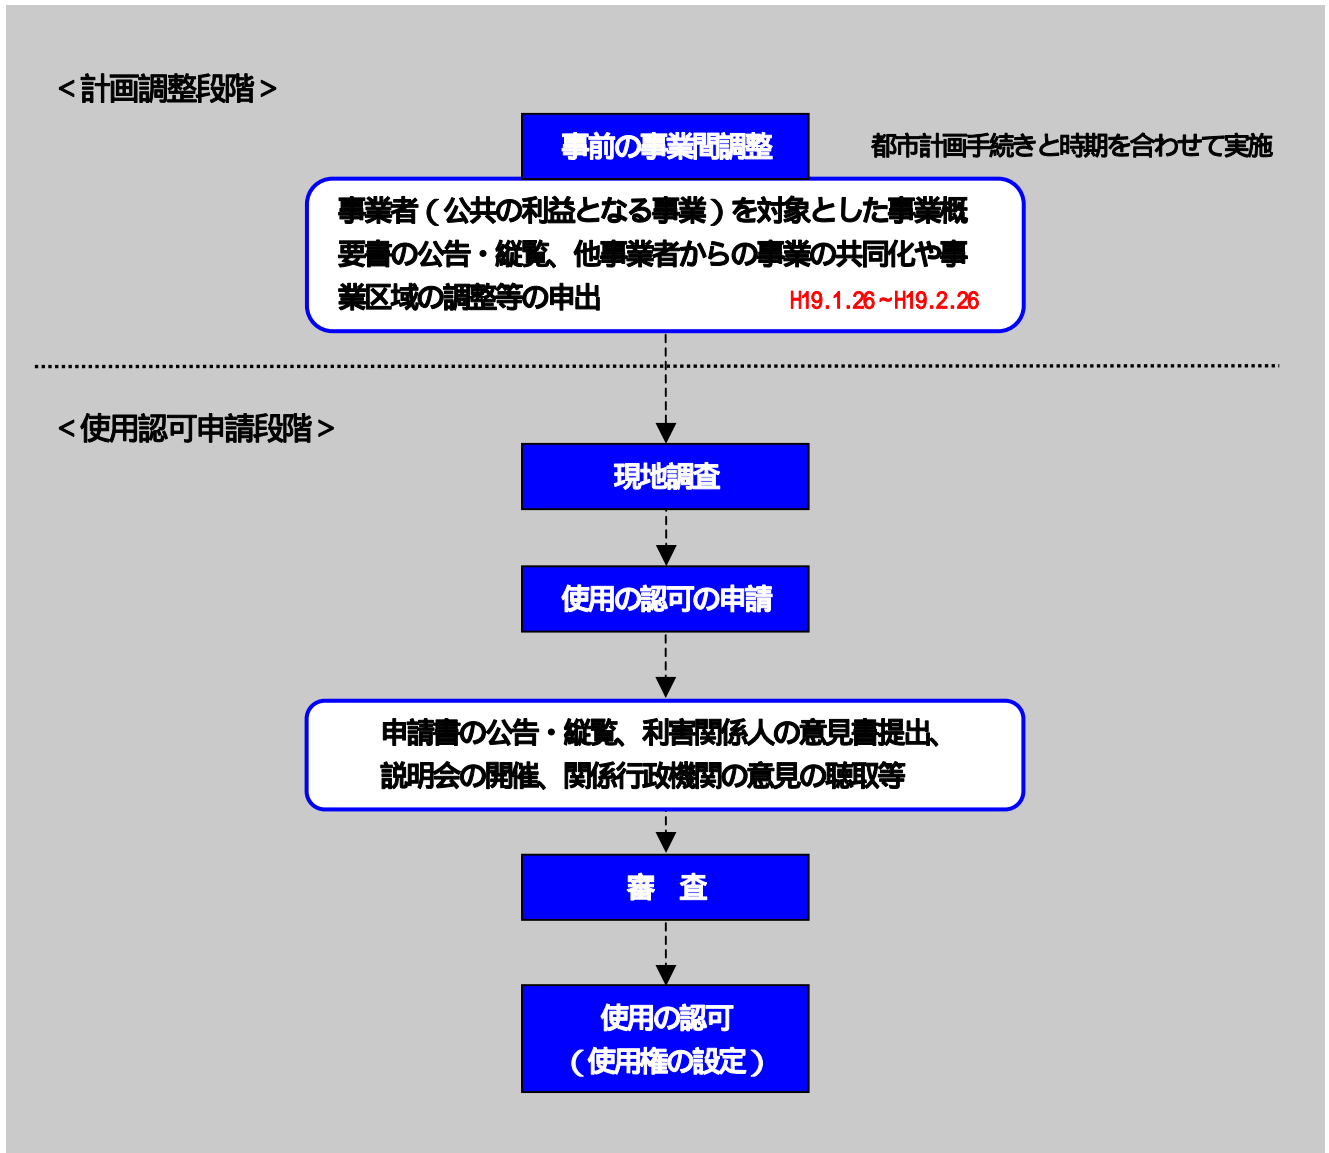 ＜計画調整段階＞
事前の事業間調整
都市計画手続きと時期を合わせて実施
事業者（公共の利益となる事業）を対象とした事業概
要書の公告・縦覧、他事業者からの事業の共同化や事
業区域の調整等の申出
H19.1.26~H19.2.26
＜使用認可申請段階＞
現地調査
使用の認可の申請
申請書の公告・縦覧、利害関係人の意見書提出、
説明会の開催、関係行政機関の意見の聴取等
審　査
使用の認可
（使用権の設定）